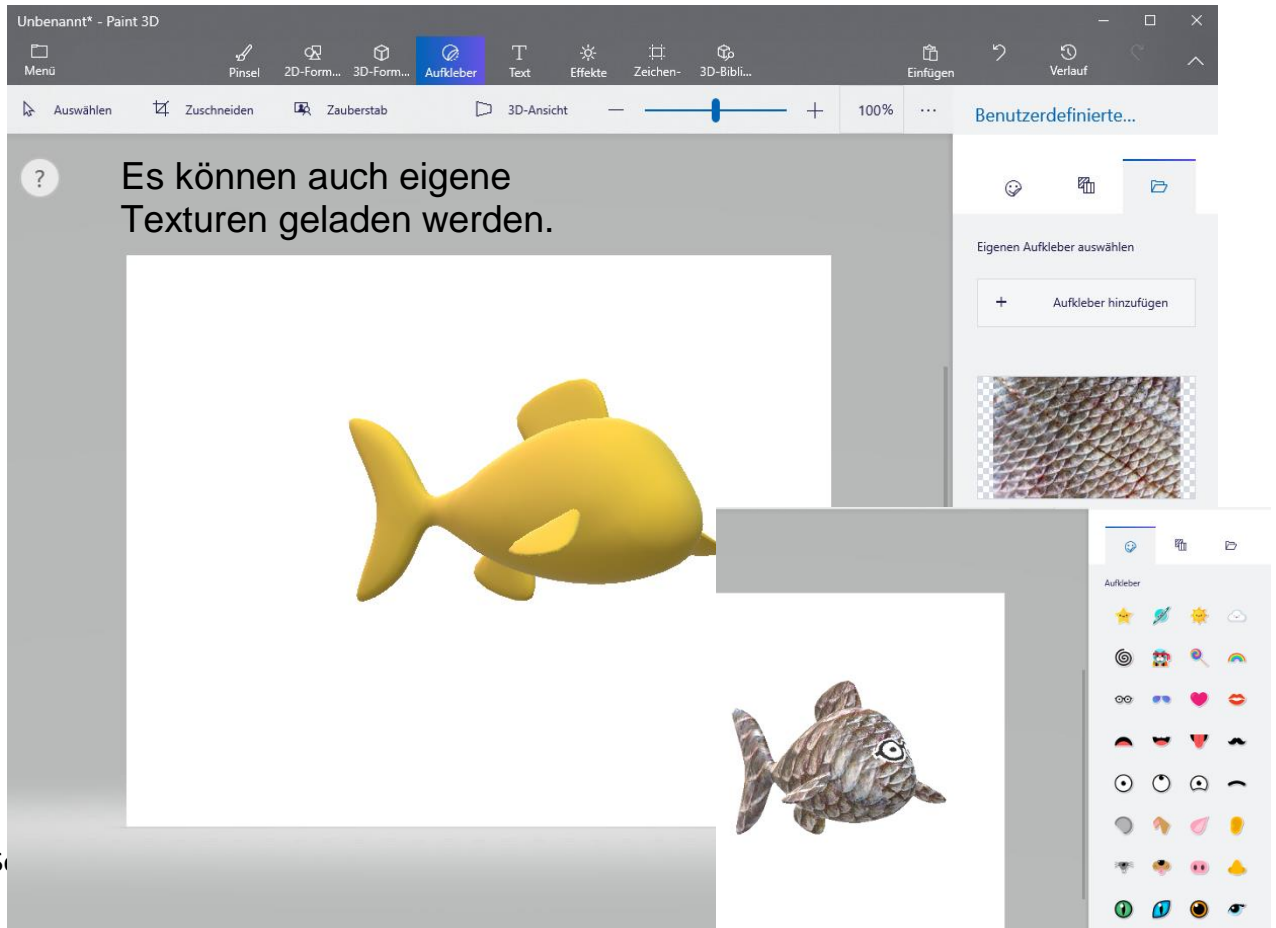 Unbenannt* - Paint 3D
Menü
Pinsel
2D-Form...
3D-Form...
Aufkleber
Text
Effekte
Zeichen-
3D-Bibli...
Einfügen
Verlauf
Auswählen
Zuschneiden
Zauberstab
3D-Ansicht
100%
...
Benutzerdefinierte...
?
Es können auch eigene
Texturen geladen werden.
Eigenen Aufkleber auswählen
+ Aufkleber hinzufügen
Aufkleber